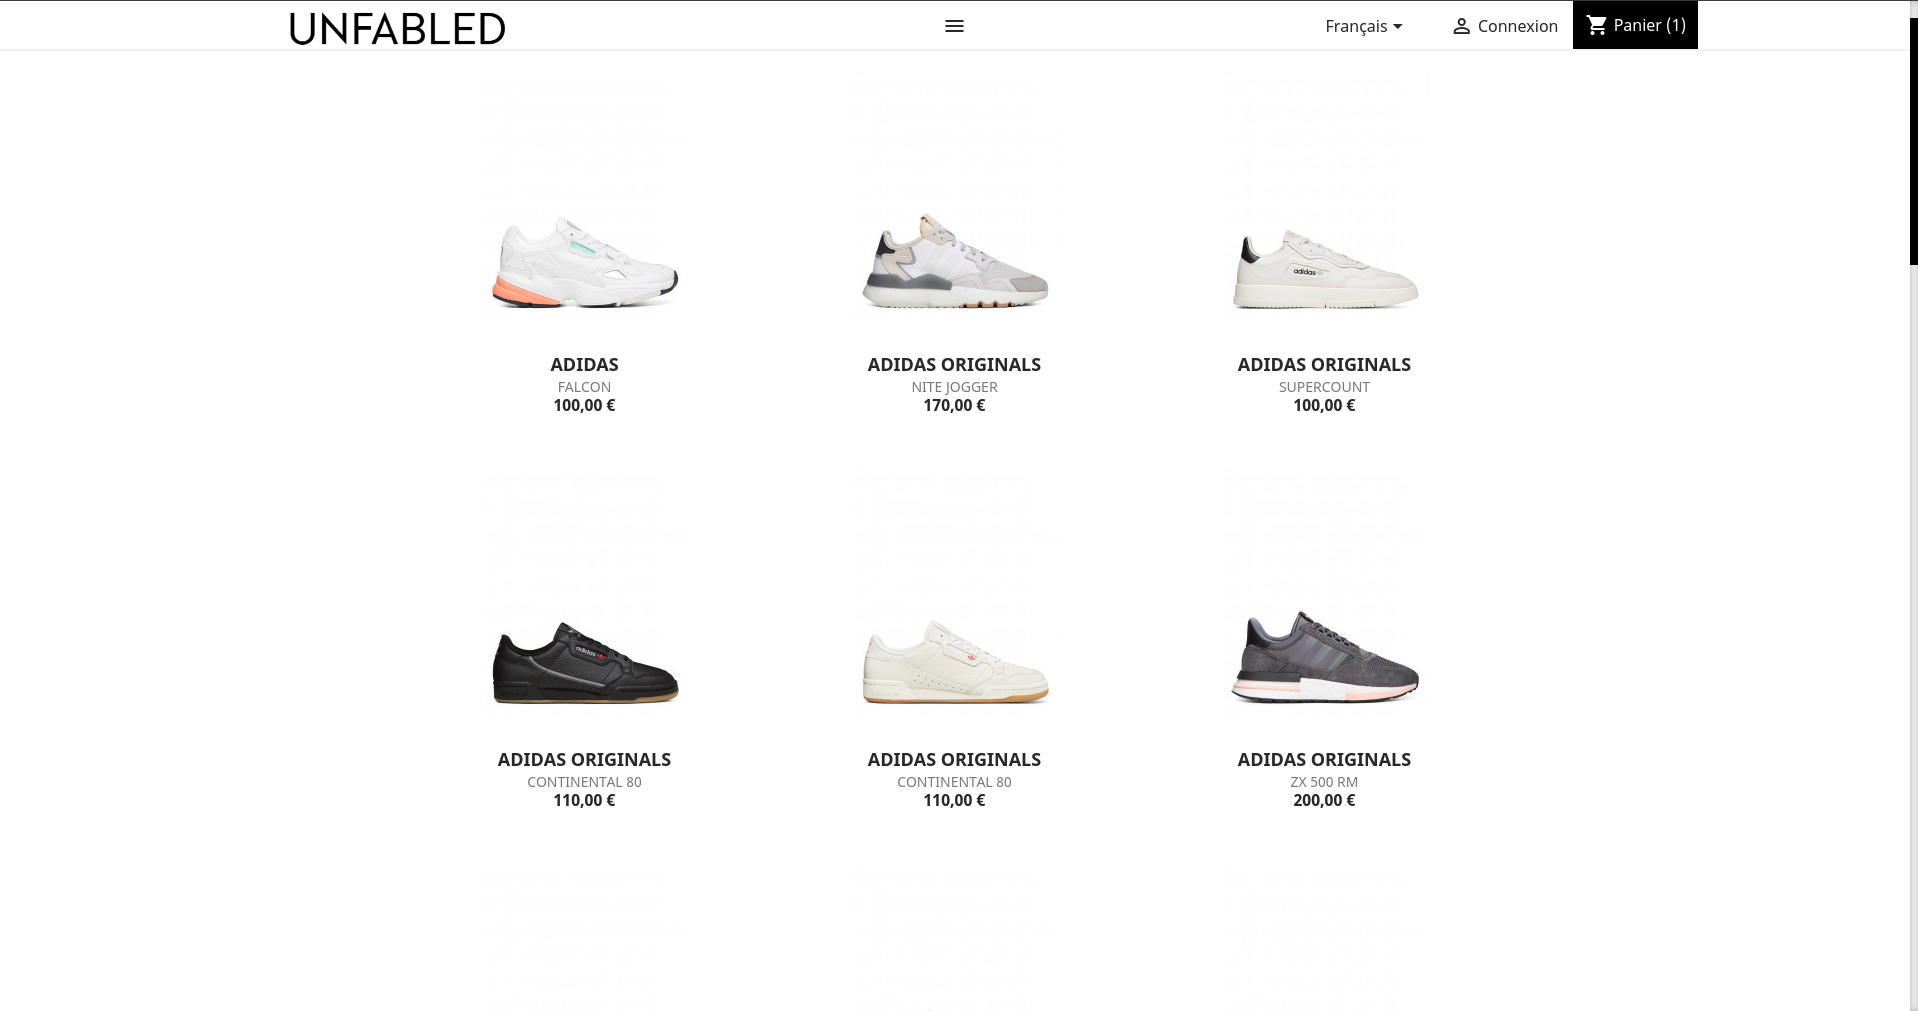 UNFABLED
Français
Connexion
Panier (1)
adidas
ADIDAS
FALCON
100,00 €
ADIDAS ORIGINALS
NITE JOGGER
170,00 €
ADIDAS ORIGINALS
SUPERCOUNT
100,00 €
adidas
ADIDAS ORIGINALS
CONTINENTAL 80
110,00 €
ADIDAS ORIGINALS
CONTINENTAL 80
110,00 €
ADIDAS ORIGINALS
ZX 500 RM
200,00 €